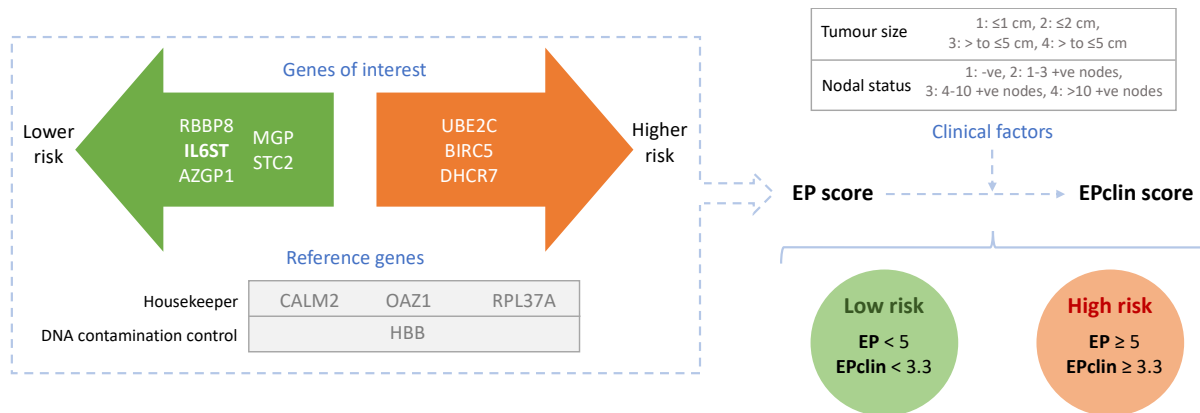 Genes of interest
Lower
risk
RBBP8
IL6ST
AZGP1
MGP
STC2
UBE2C
BIRC5
DHCR7
Higher
risk
Reference genes
Housekeeper CALM2 OAZ1 RPL37A
DNA contamination control HBB
Tumour size 1: ≤1 cm, 2: ≤2 cm,
3: > to ≤5 cm, 4: > to ≤5 cm
Nodal status 1: -ve, 2: 1-3 +ve nodes,
3: 4-10 +ve nodes, 4: >10 +ve nodes
Clinical factors
EP score EPclin score
Low risk
EP < 5
EPclin < 3.3
High risk
EP ≥ 5
EPclin ≥ 3.3